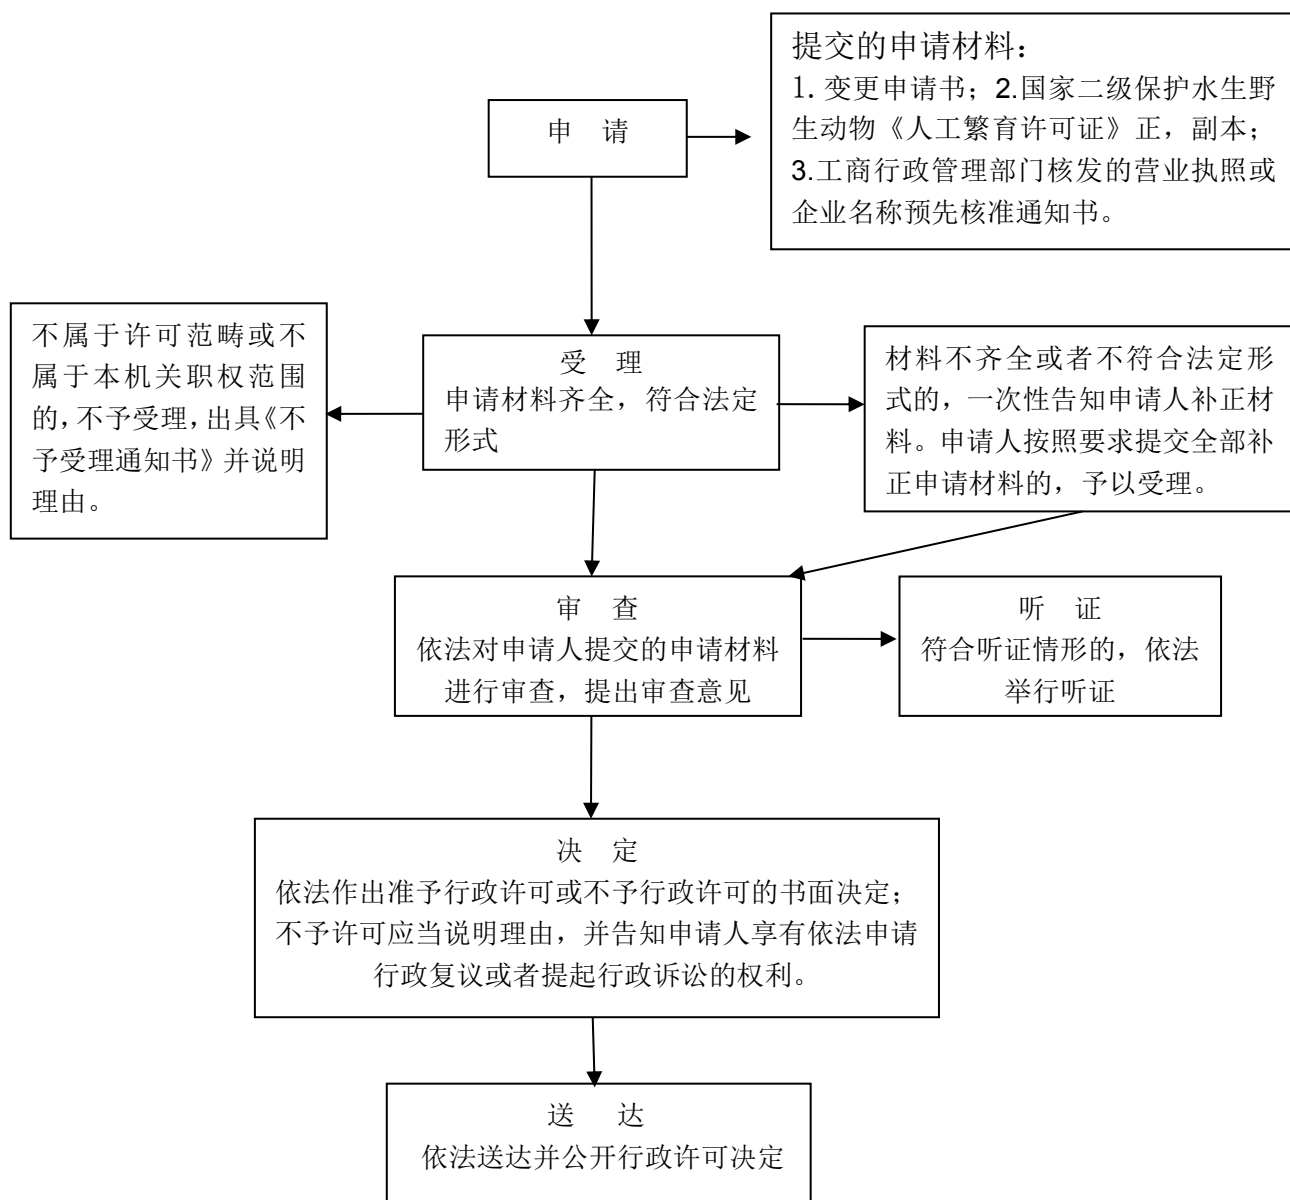 提交的申请材料：
1. 变更申请书；2.国家二级保护水生野
生动物《人工繁育许可证》正，副本；
3.工商行政管理部门核发的营业执照或
企业名称预先核准通知书。
申 请
不属于许可范畴或不
属于本机关职权范围
的，不予受理，出具《不
予受理通知书》并说明
理由。
受 理
申请材料齐全，符合法定
形式
材料不齐全或者不符合法定形
式的，一次性告知申请人补正材
料。申请人按照要求提交全部补
正申请材料的，予以受理。
审 查
依法对申请人提交的申请材料
进行审查，提出审查意见
听 证
符合听证情形的，依法
举行听证
决 定
依法作出准予行政许可或不予行政许可的书面决定；
不予许可应当说明理由，并告知申请人享有依法申请
行政复议或者提起行政诉讼的权利。
送 达
依法送达并公开行政许可决定